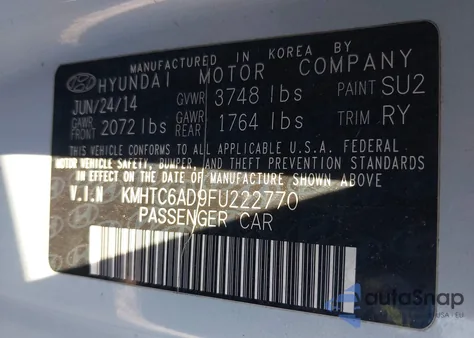 MANUFACTURED IN KOREA BY
HYUNDAI MOTOR COMPANY
JUN/24/14 GVWR 3748 lbs PAINT SU2
GAWR FRONT 2072 lbs GAWR REAR 1764 lbs TRIM RY
THIS VEHICLE CONFORMS TO ALL APPLICABLE U.S.A. FEDERAL
MOTOR VEHICLE SAFETY, BUMPER, AND THEFT PREVENTION STANDARDS
IN EFFECT ON THE DATE OF MANUFACTURE SHOWN ABOVE
V.I.N KMHTC6AD9FU222770
PASSENGER CAR
autoSnap